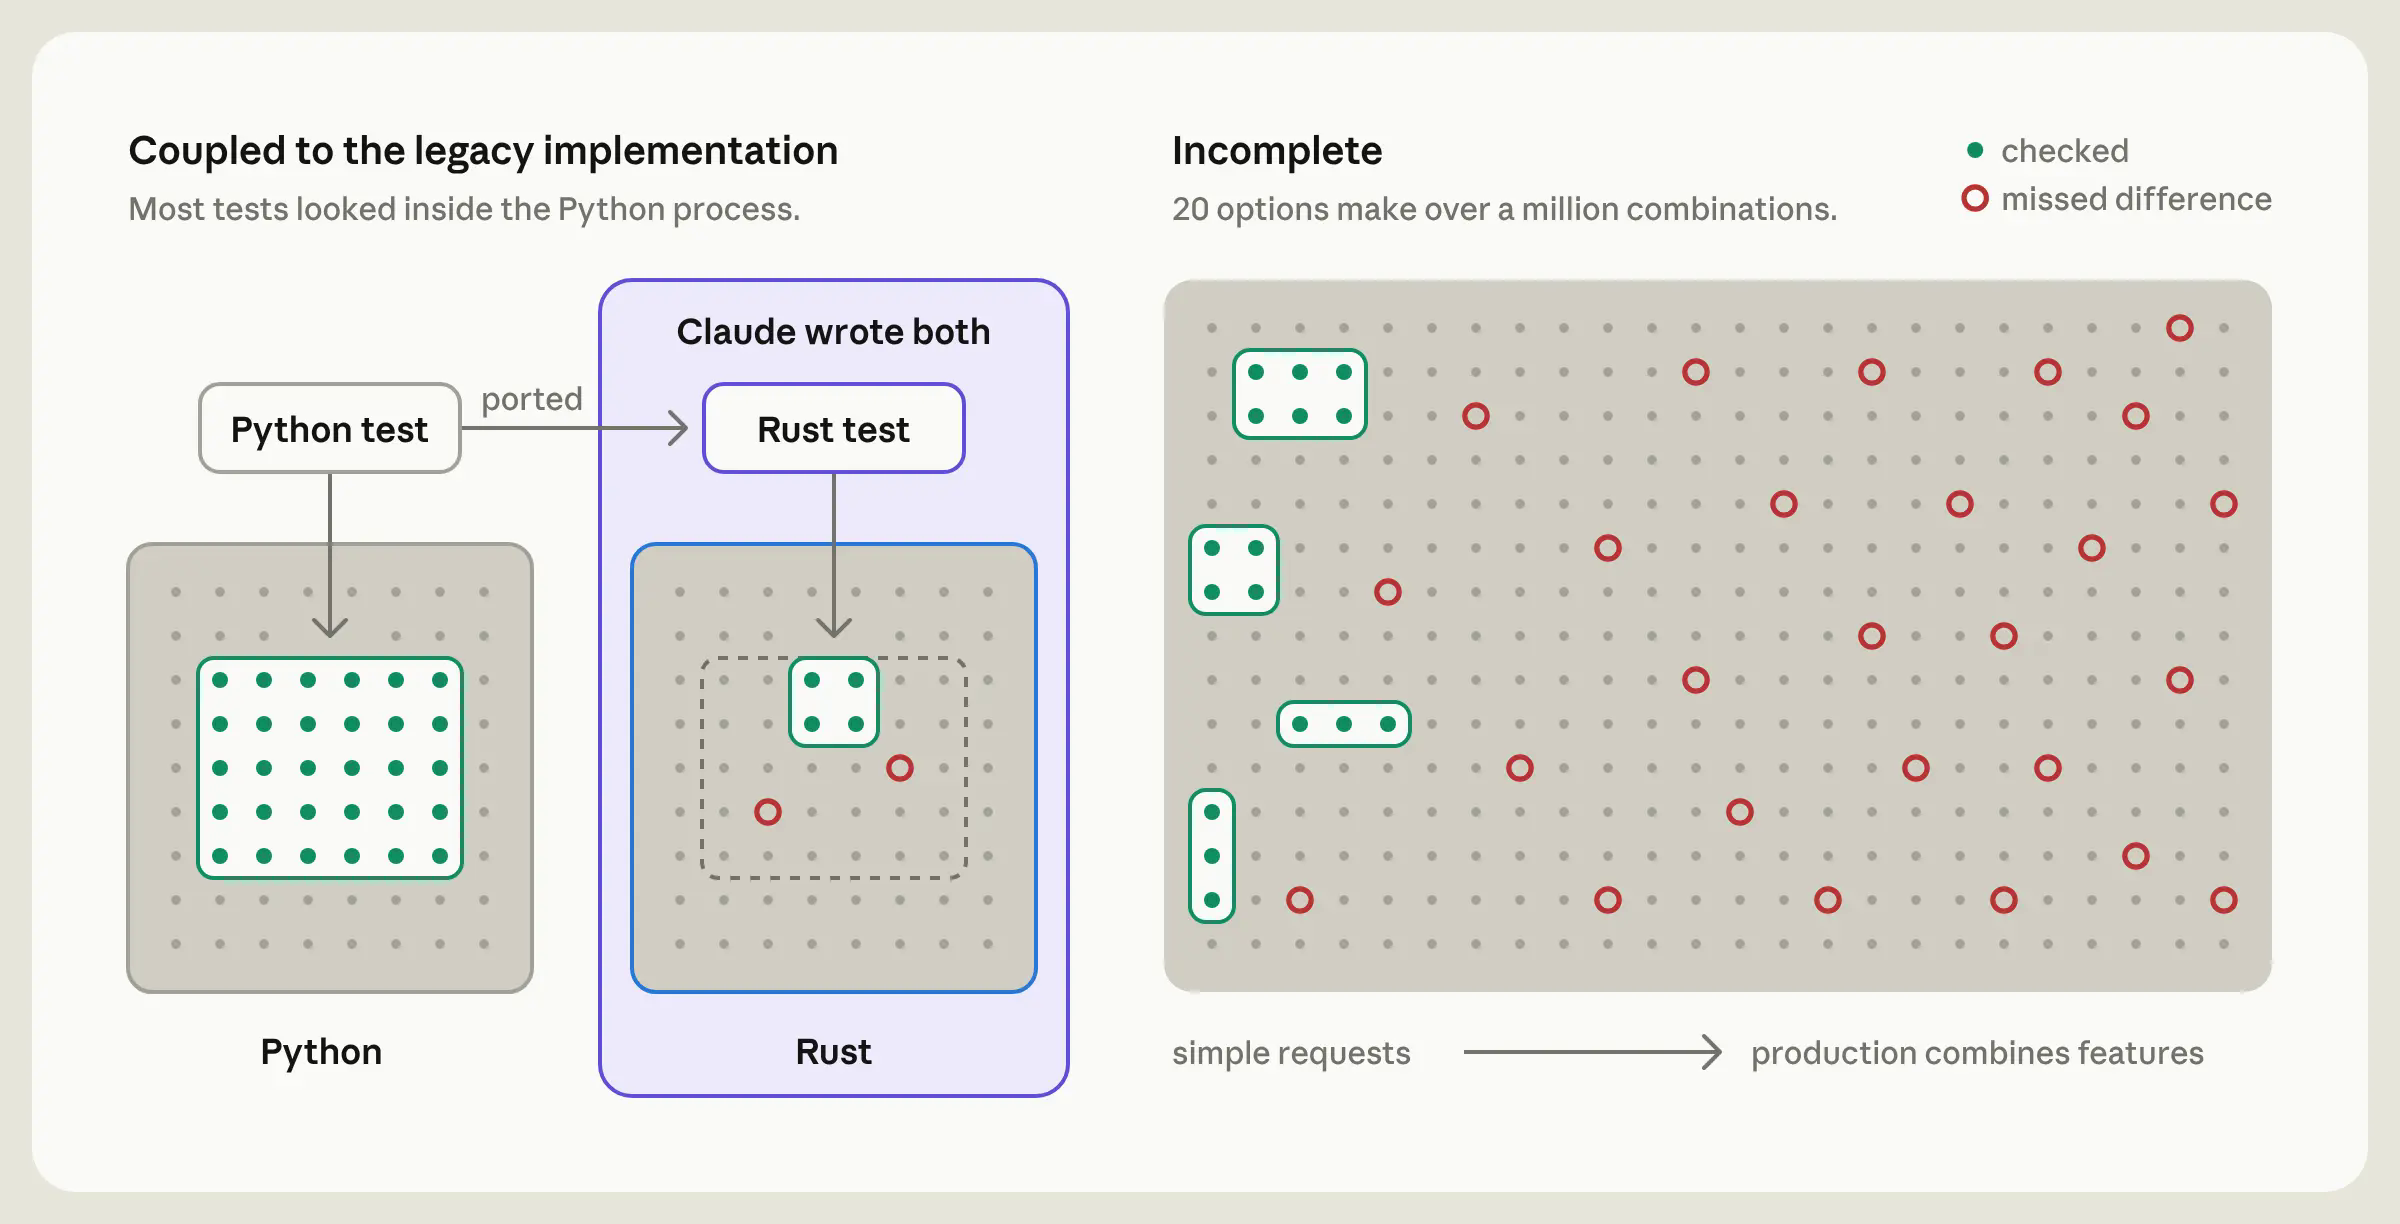 Coupled to the legacy implementation
Most tests looked inside the Python process.
Claude wrote both
Python test
ported
Rust test
Python
Rust
Incomplete
20 options make over a million combinations.
checked
missed difference
simple requests
production combines features